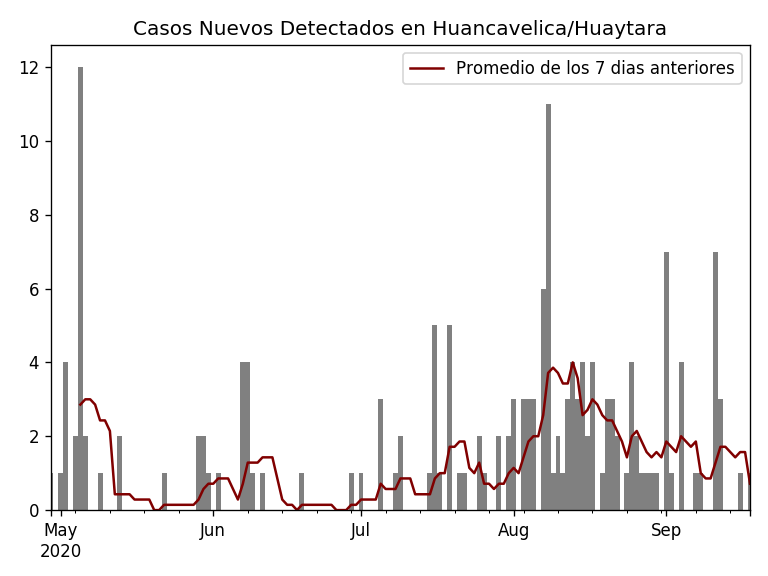 Casos Nuevos Detectados en Huancavelica/Huaytara
Promedio de los 7 dias anteriores
12
10
8
6
4
2
0
May Jun Jul Aug Sep
2020